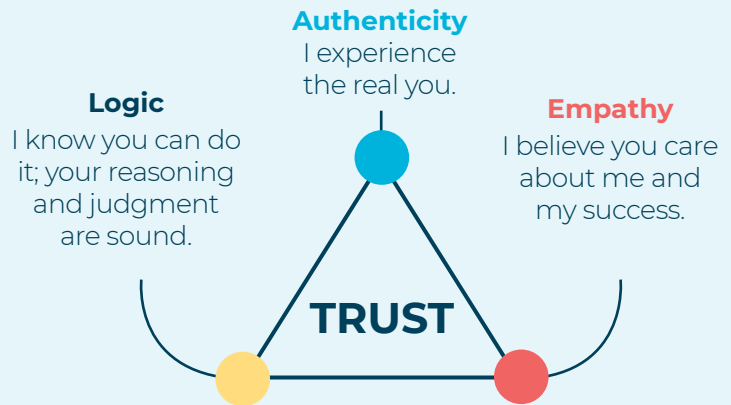 Authenticity
I experience
the real you.
Logic
I know you can do
it; your reasoning
and judgment
are sound.
Empathy
I believe you care
about me and
my success.
TRUST